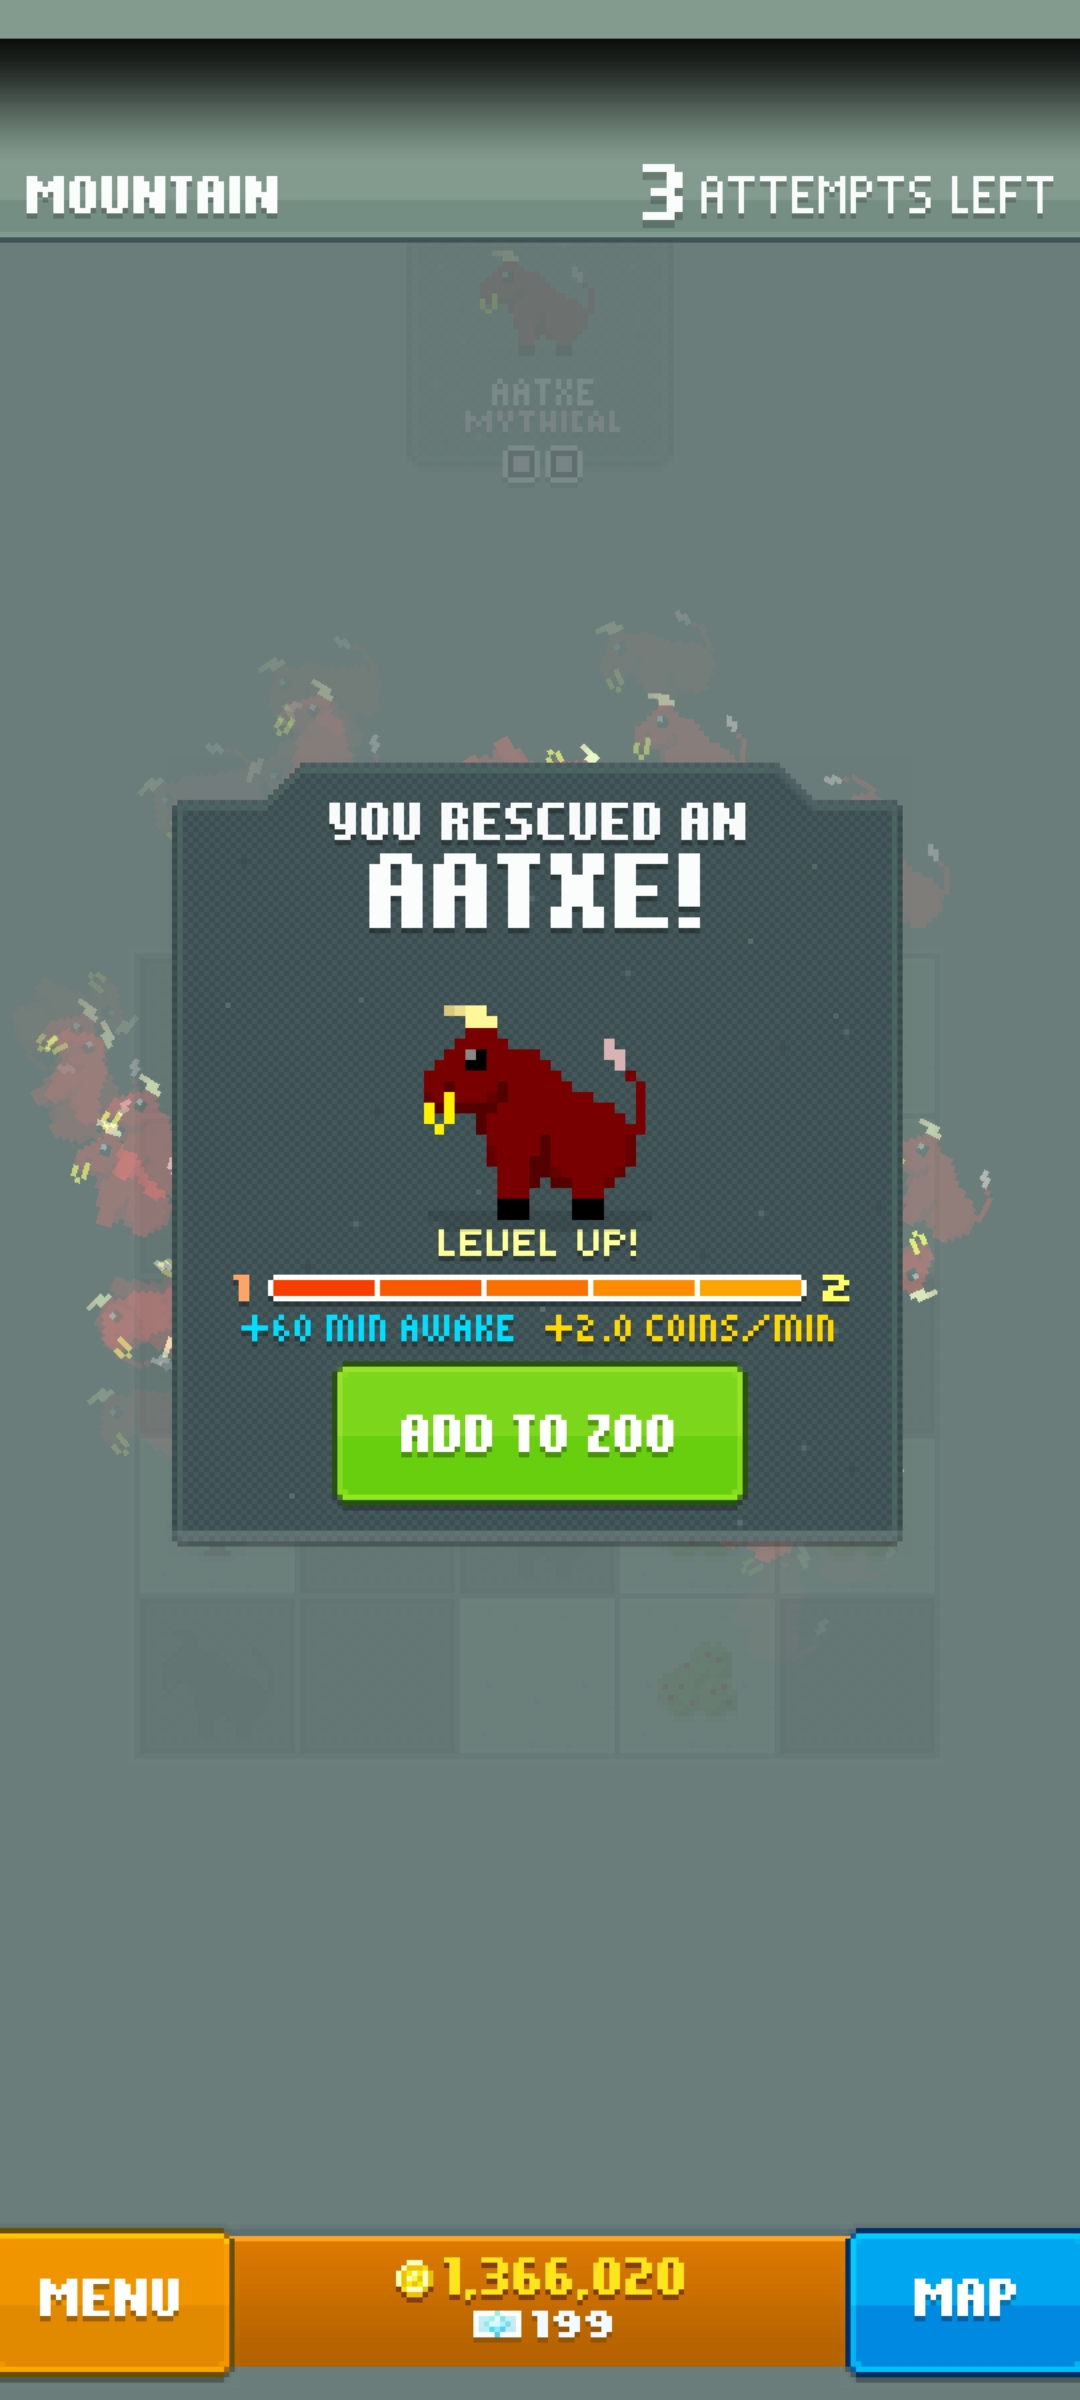 MOUNTAIN
3 ATTEMPTS LEFT
AATXE
MYTHICAL
YOU RESCUED AN
AATXE!
LEVEL UP!
1 2
+60 MIN AWAKE +2.0 COINS/MIN
ADD TO ZOO
MENU
1,366,020
199
MAP